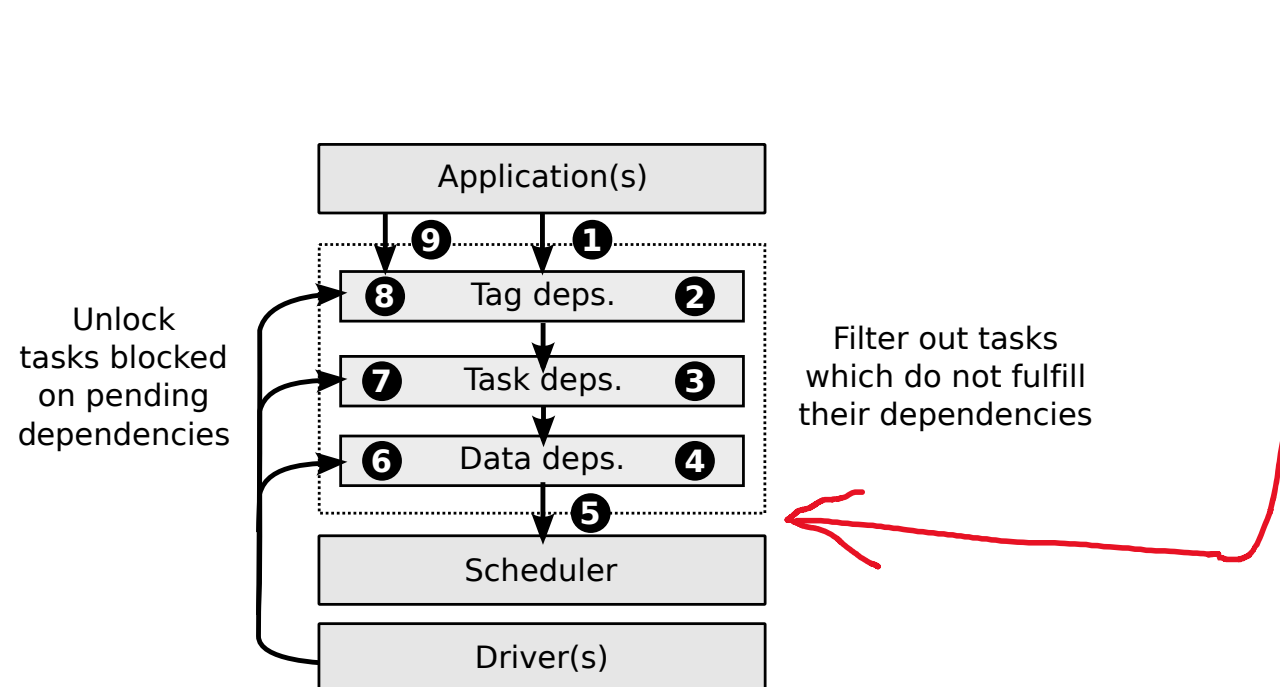 Application(s)
9 1
8 Tag deps. 2
Unlock
tasks blocked
on pending
dependencies
7 Task deps. 3
Filter out tasks
which do not fulfill
their dependencies
6 Data deps. 4
5
Scheduler
Driver(s)